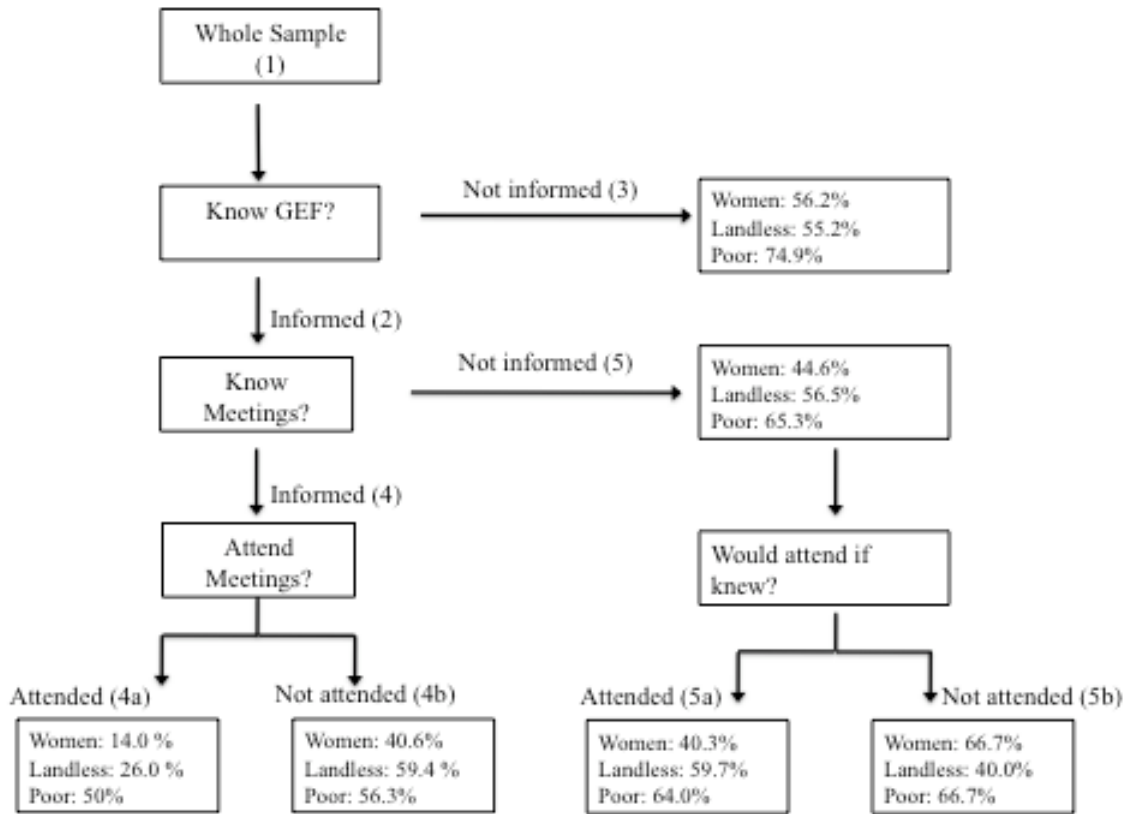 Whole Sample
(1)
Know GEF?
Not informed (3)
Women: 56.2%
Landless: 55.2%
Poor: 74.9%
Informed (2)
Know
Meetings?
Not informed (5)
Women: 44.6%
Landless: 56.5%
Poor: 65.3%
Informed (4)
Attend
Meetings?
Would attend if
knew?
Attended (4a)
Women: 14.0 %
Landless: 26.0 %
Poor: 50%
Not attended (4b)
Women: 40.6%
Landless: 59.4 %
Poor: 56.3%
Attended (5a)
Women: 40.3%
Landless: 59.7%
Poor: 64.0%
Not attended (5b)
Women: 66.7%
Landless: 40.0%
Poor: 66.7%